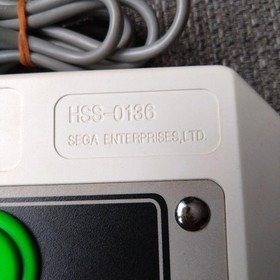 HSS-0136
SEGA ENTERPRISES,LTD.